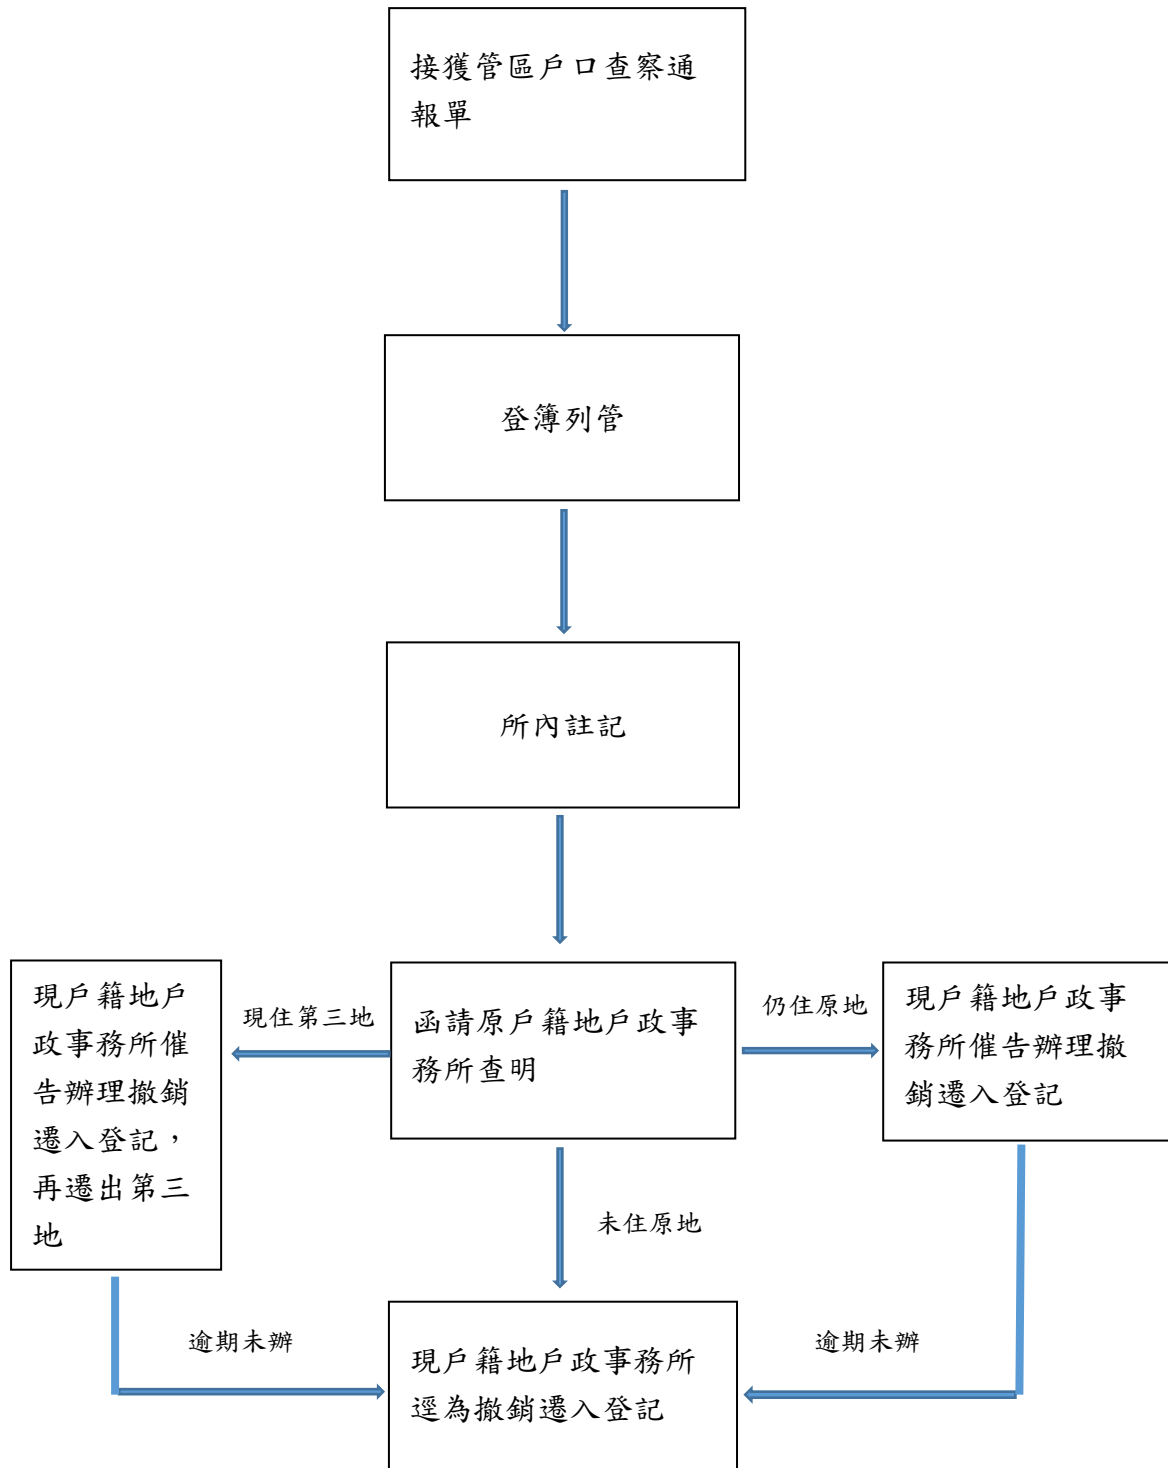 接獲管區戶口查察通
報單
登簿列管
所內註記
現戶籍地戶
政事務所催
告辦理撤銷
遷入登記，
再遷出第三
地
現住第三地
函請原戶籍地戶政事
務所查明
仍住原地
現戶籍地戶政事
務所催告辦理撤
銷遷入登記
未住原地
逾期未辦
逾期未辦
現戶籍地戶政事務所
逕為撤銷遷入登記